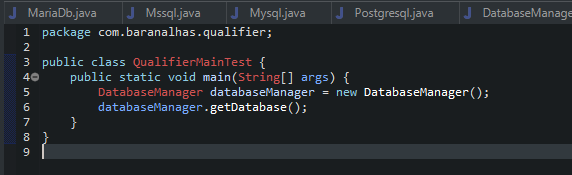 MariaDb.java Mssql.java Mysql.java Postgresql.java DatabaseManage
1 package com.baranalhas.qualifier;
2
3 public class QualifierMainTest {
4 public static void main(String[] args) {
5 DatabaseManager databaseManager = new DatabaseManager();
6 databaseManager.getDatabase();
7 }
8 }
9